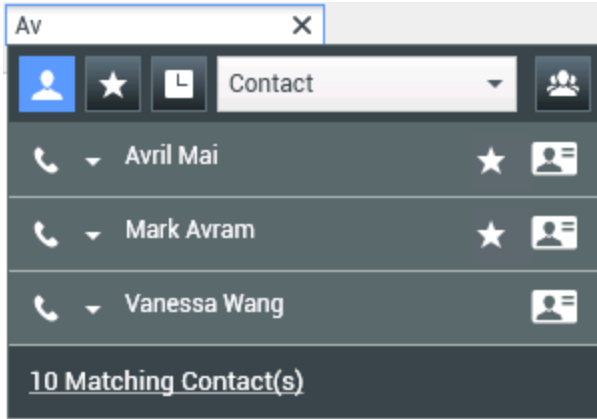 Av
Contact
Avril Mai
Mark Avram
Vanessa Wang
10 Matching Contact(s)